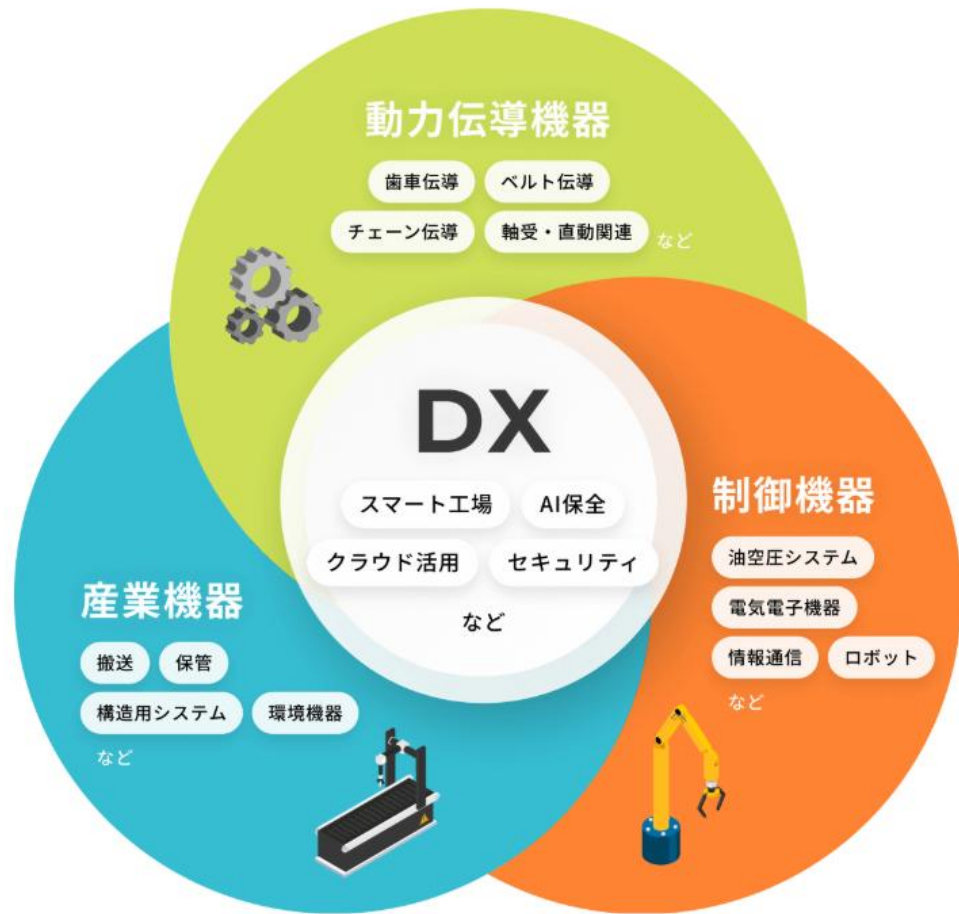 動力伝導機器
歯車伝導 ベルト伝導
チェーン伝導 軸受・直動関連 など
DX
スマート工場 AI保全
クラウド活用 セキュリティ
など
制御機器
油空圧システム
電気電子機器
情報通信 ロボット
など
産業機器
搬送 保管
構造用システム 環境機器
など